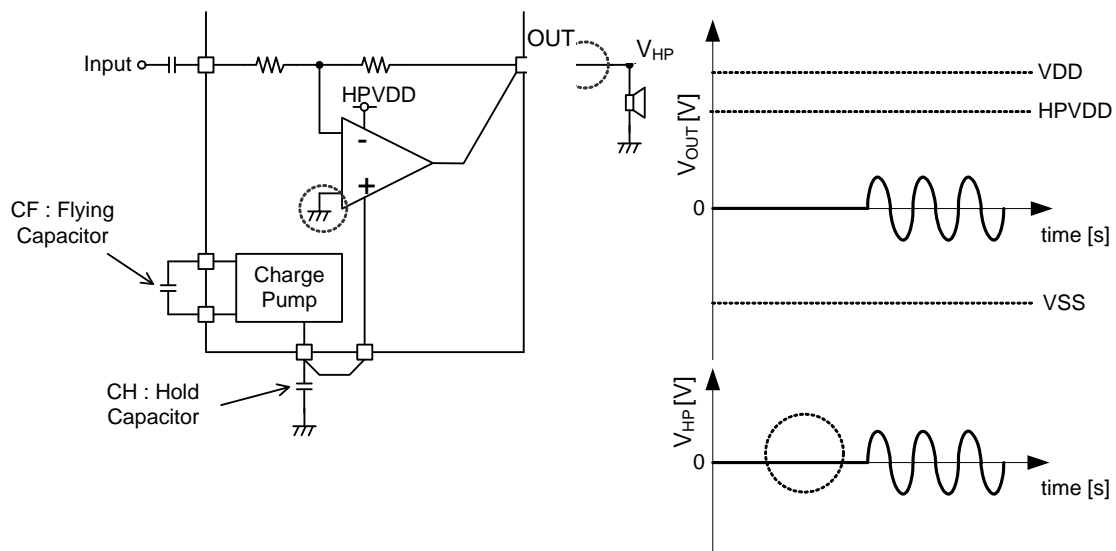 OUT
V_HP
Input
HPVDD
-
+
CF : Flying
Capacitor
Charge
Pump
CH : Hold
Capacitor
V_OUT [V]
VDD
HPVDD
0
time [s]
VSS
V_HP [V]
0
time [s]